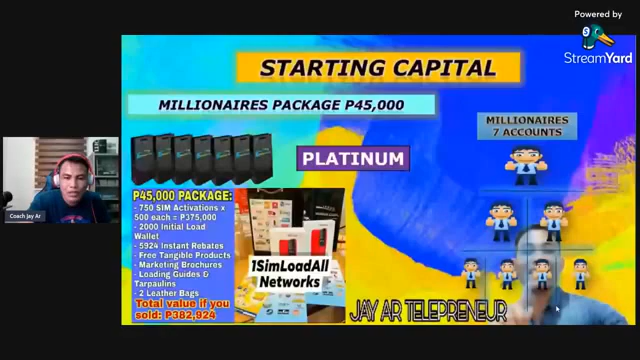 Powered by
StreamYard
STARTING CAPITAL
MILLIONAIRES PACKAGE P45,000
MILLIONAIRES
7 ACCOUNTS
PLATINUM
Coach Jay Ar
P45,000 PACKAGE:
- 750 SIM Activations x
500 each = P375,000
- 2000 Initial Load
Wallet
- 5924 Instant Rebates
- Free Tangible Products
- Marketing Brochures
- Loading Guides &
Tarpaulins
- 2 Leather Bags
Total value if you
sold: P382,924
1SimLoadAll
Networks
JAY AR TELEPRENEUR